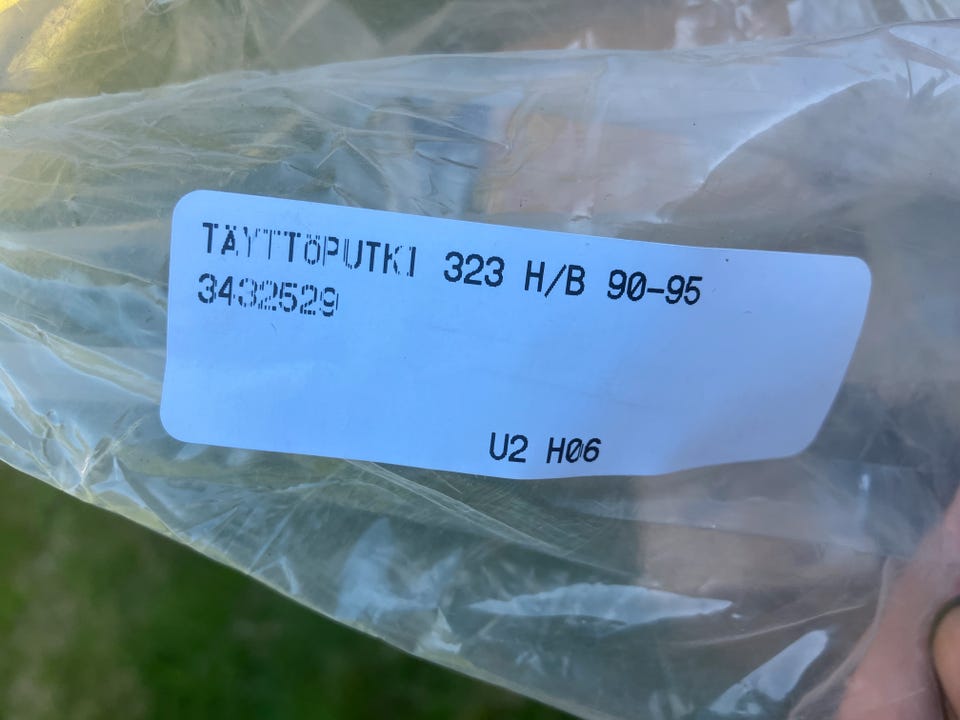 TÄYTTÖPUTKI 323 H/B 90-95
3432529
U2 H06